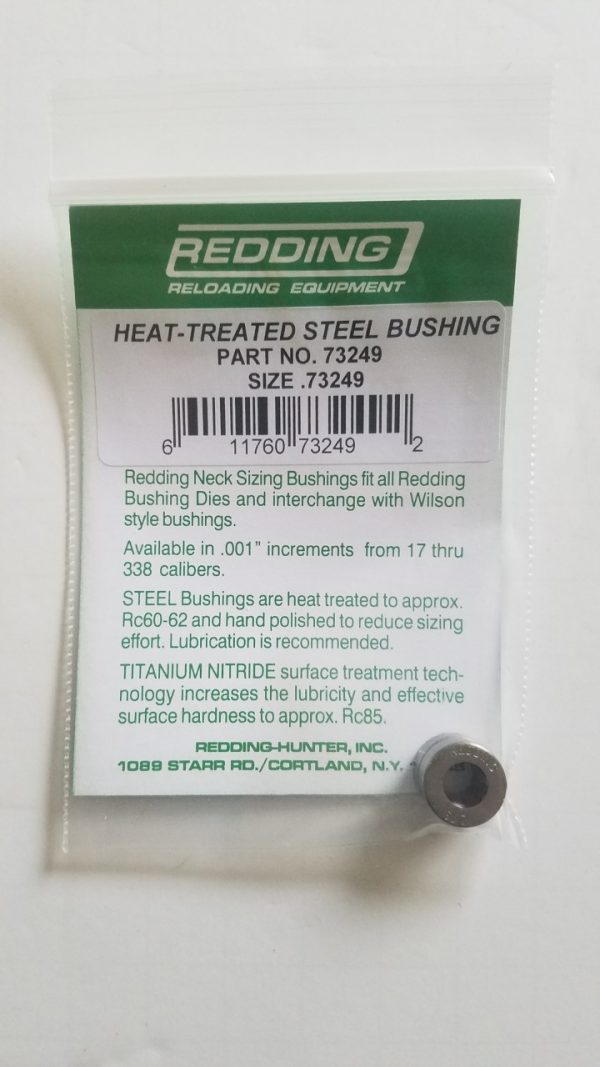 REDDING
RELOADING EQUIPMENT
HEAT-TREATED STEEL BUSHING
PART NO. 73249
SIZE .73249
6 11760 73249 2
Redding Neck Sizing Bushings fit all Redding
Bushing Dies and interchange with Wilson
style bushings.
Available in .001" increments from 17 thru
338 calibers.
STEEL Bushings are heat treated to approx.
Rc60-62 and hand polished to reduce sizing
effort. Lubrication is recommended.
TITANIUM NITRIDE surface treatment tech-
nology increases the lubricity and effective
surface hardness to approx. Rc85.
REDDING-HUNTER, INC.
1089 STARR RD./CORTLAND, N.Y.
REDDING